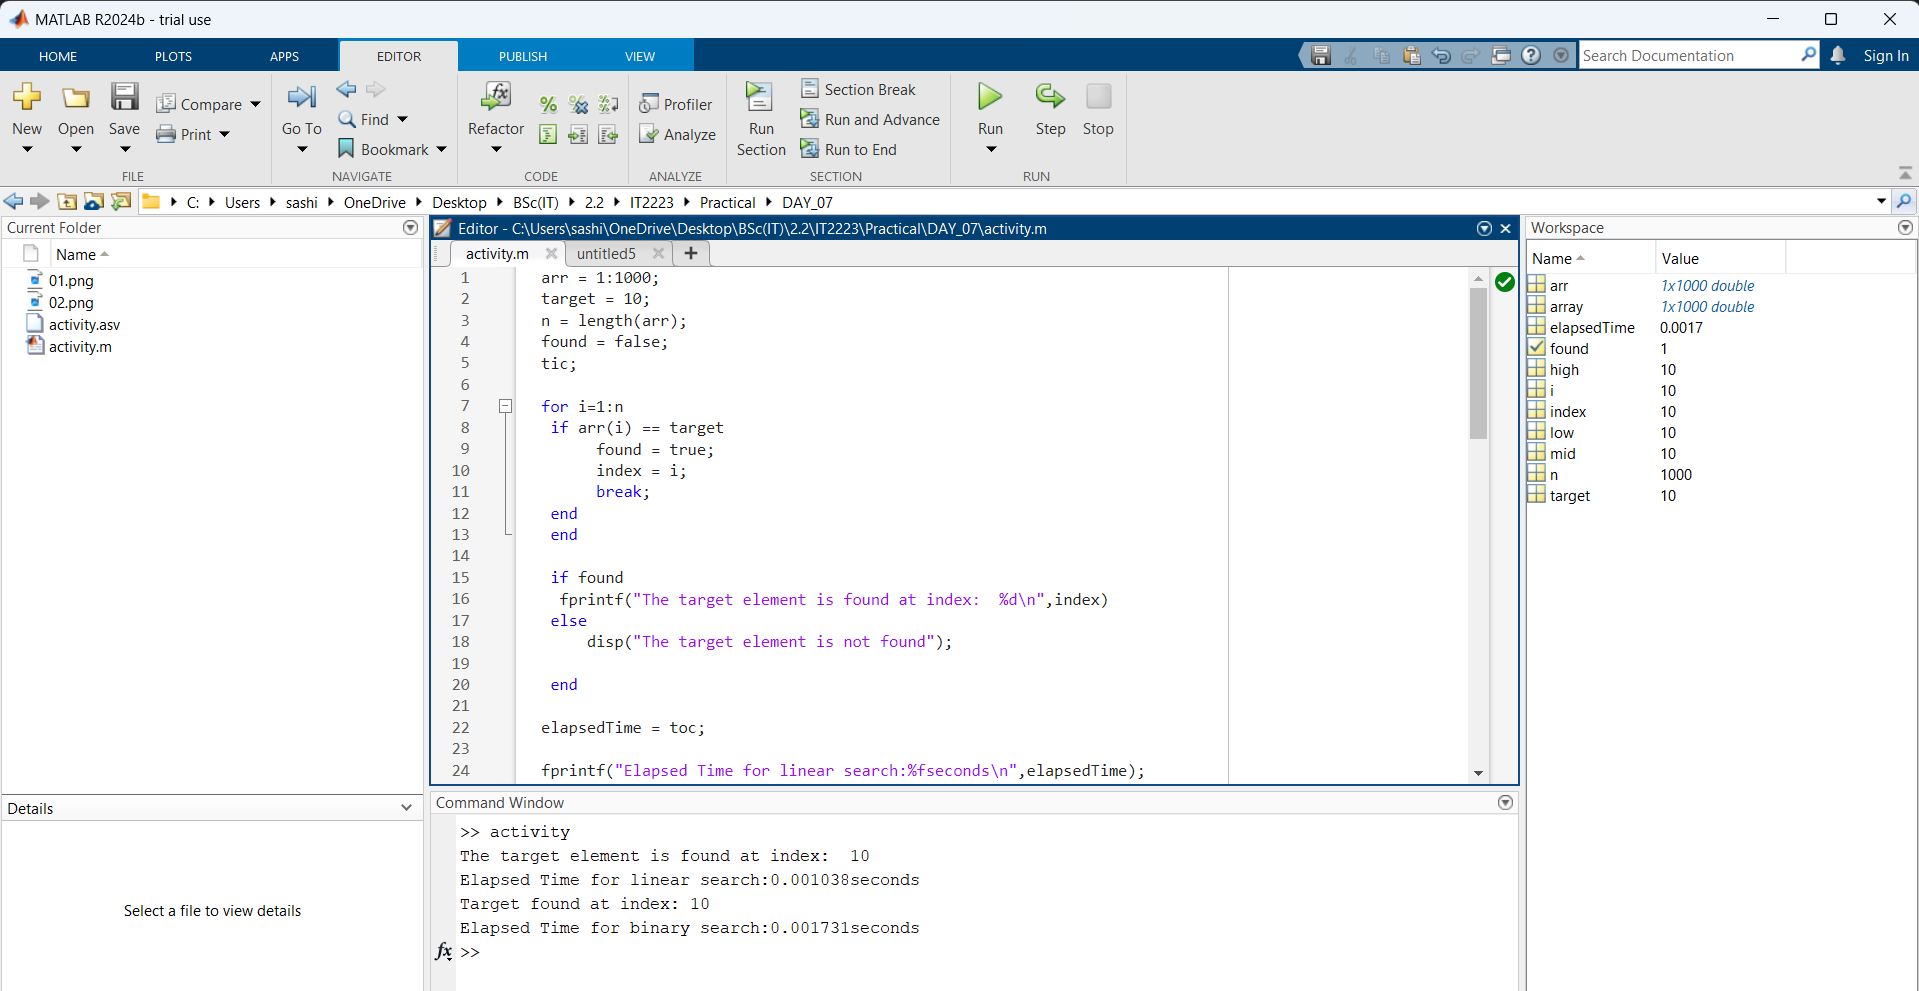 MATLAB R2024b - trial use
HOME PLOTS APPS EDITOR PUBLISH VIEW Search Documentation Sign In
New Open Save Compare Print
FILE
Go To Find Bookmark
NAVIGATE
Refactor
CODE
Profiler Analyze
ANALYZE
Run Section Section Break Run and Advance Run to End
SECTION
Run Step Stop
RUN
C: Users sashi OneDrive Desktop BSc(IT) 2.2 IT2223 Practical DAY_07
Current Folder
Name
01.png
02.png
activity.asv
activity.m
Details
Select a file to view details
Editor - C:\Users\sashi\OneDrive\Desktop\BSc(IT)\2.2\IT2223\Practical\DAY_07\activity.m
activity.m untitled5
1 arr = 1:1000;
2 target = 10;
3 n = length(arr);
4 found = false;
5 tic;
6
7 for i=1:n
8 if arr(i) == target
9 found = true;
10 index = i;
11 break;
12 end
13 end
14
15 if found
16 fprintf("The target element is found at index:  %d\n",index)
17 else
18 disp("The target element is not found");
19
20 end
21
22 elapsedTime = toc;
23
24 fprintf("Elapsed Time for linear search:%fseconds\n",elapsedTime);
Command Window
>> activity
The target element is found at index:  10
Elapsed Time for linear search:0.001038seconds
Target found at index: 10
Elapsed Time for binary search:0.001731seconds
fx >>
Workspace
Name Value
arr 1x1000 double
array 1x1000 double
elapsedTime 0.0017
found 1
high 10
i 10
index 10
low 10
mid 10
n 1000
target 10